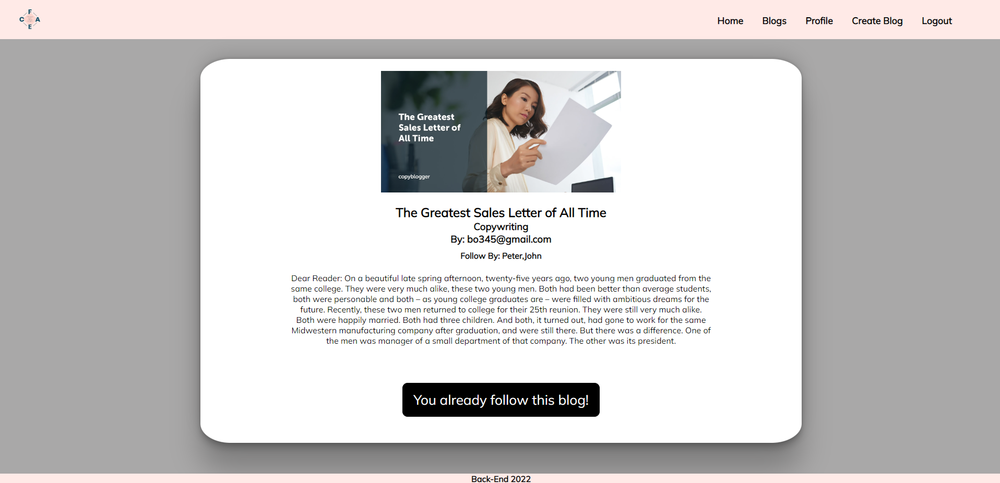 F
C A
E
Home Blogs Profile Create Blog Logout
The Greatest
Sales Letter of
All Time
copyblogger
The Greatest Sales Letter of All Time
Copywriting
By: bo345@gmail.com
Follow By: Peter,John
Dear Reader: On a beautiful late spring afternoon, twenty-five years ago, two young men graduated from the
same college. They were very much alike, these two young men. Both had been better than average students,
both were personable and both – as young college graduates are – were filled with ambitious dreams for the
future. Recently, these two men returned to college for their 25th reunion. They were still very much alike.
Both were happily married. Both had three children. And both, it turned out, had gone to work for the same
Midwestern manufacturing company after graduation, and were still there. But there was a difference. One of
the men was manager of a small department of that company. The other was its president.
You already follow this blog!
Back-End 2022